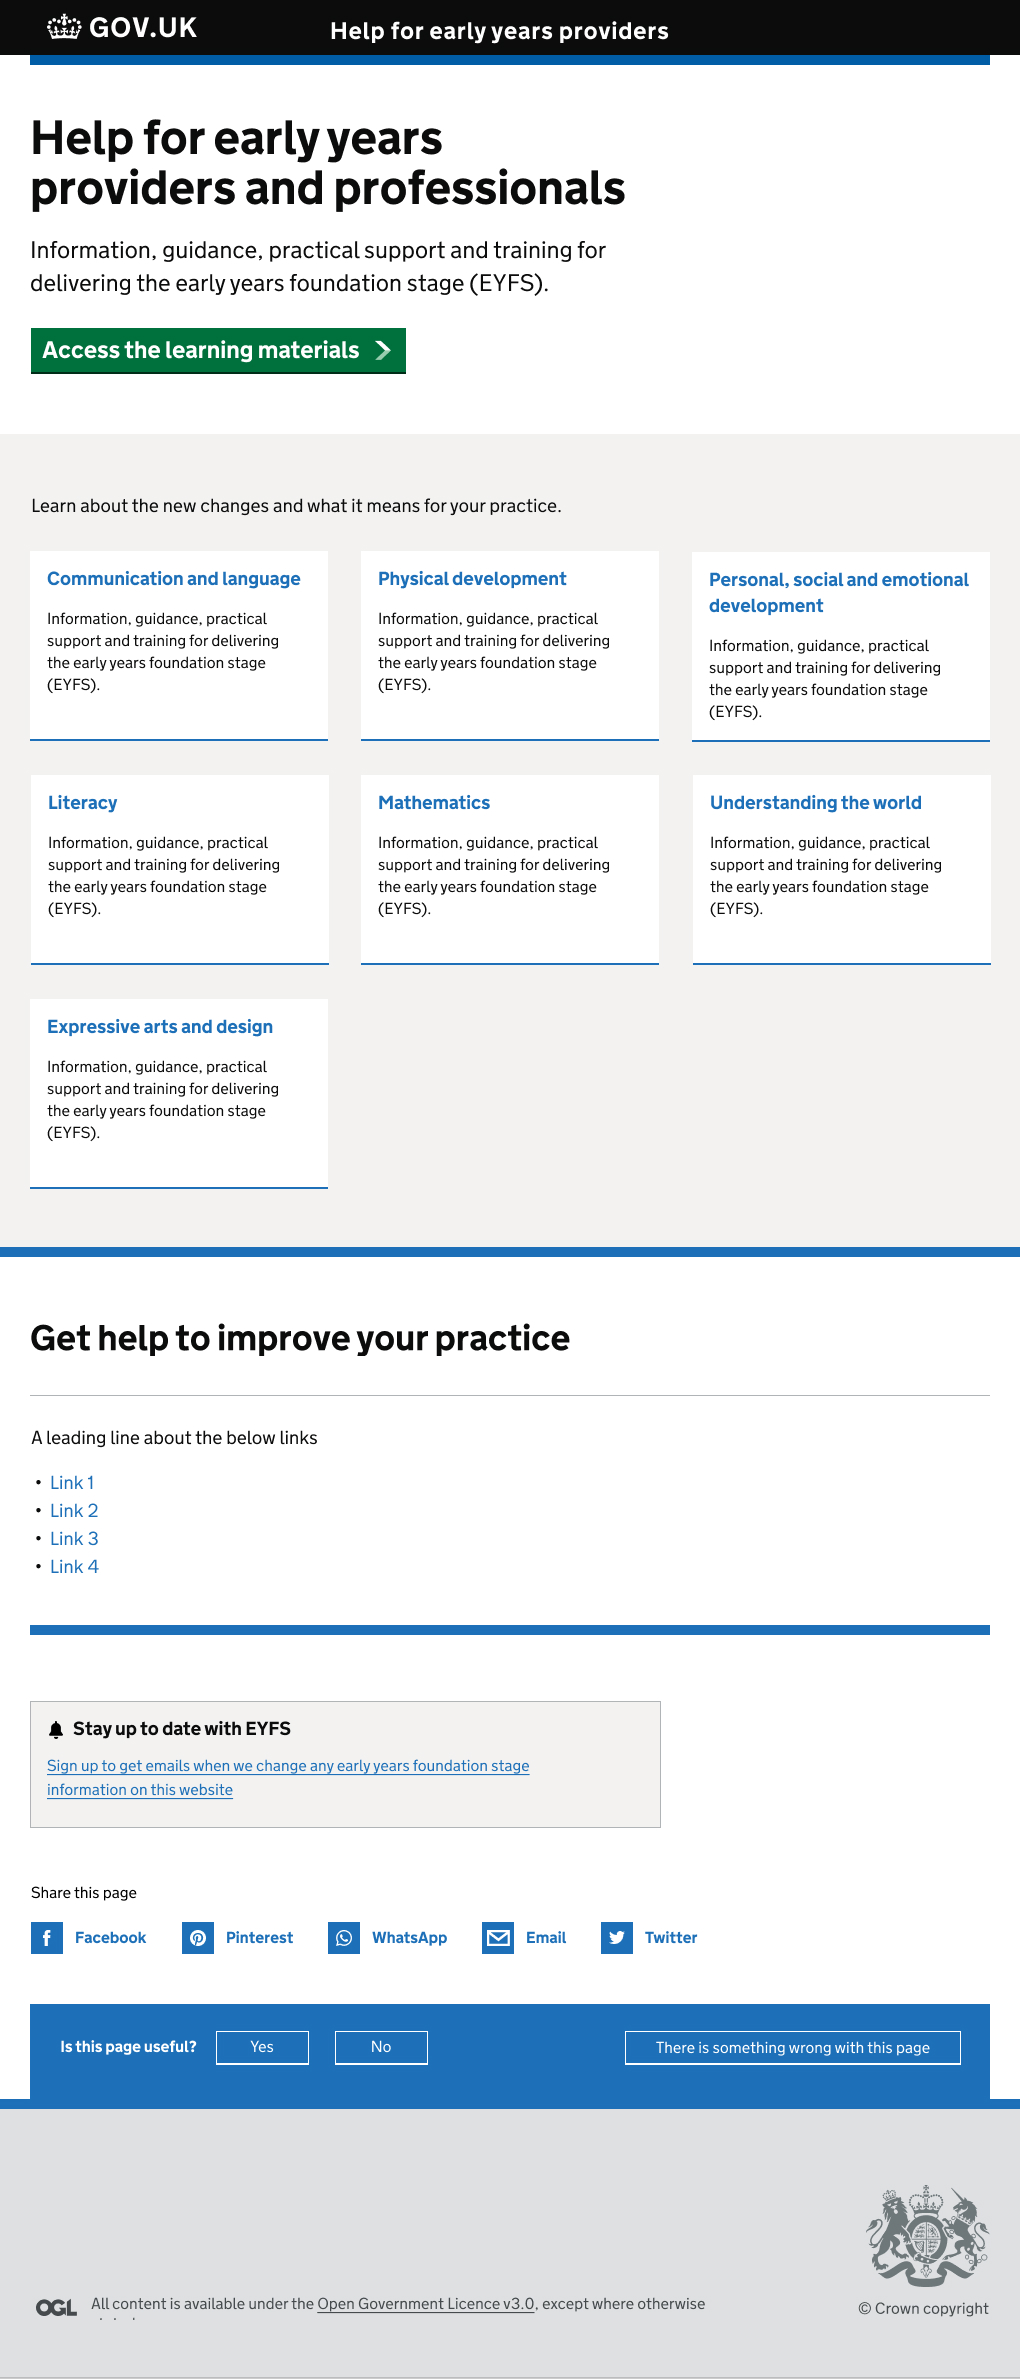 GOV.UK
Help for early years providers
Help for early years
providers and professionals
Information, guidance, practical support and training for
delivering the early years foundation stage (EYFS).
Access the learning materials
Learn about the new changes and what it means for your practice.
Communication and language
Information, guidance, practical
support and training for delivering
the early years foundation stage
(EYFS).
Physical development
Information, guidance, practical
support and training for delivering
the early years foundation stage
(EYFS).
Personal, social and emotional
development
Information, guidance, practical
support and training for delivering
the early years foundation stage
(EYFS).
Literacy
Information, guidance, practical
support and training for delivering
the early years foundation stage
(EYFS).
Mathematics
Information, guidance, practical
support and training for delivering
the early years foundation stage
(EYFS).
Understanding the world
Information, guidance, practical
support and training for delivering
the early years foundation stage
(EYFS).
Expressive arts and design
Information, guidance, practical
support and training for delivering
the early years foundation stage
(EYFS).
Get help to improve your practice
A leading line about the below links
• Link 1
• Link 2
• Link 3
• Link 4
Stay up to date with EYFS
Sign up to get emails when we change any early years foundation stage
information on this website
Share this page
Facebook
Pinterest
WhatsApp
Email
Twitter
Is this page useful?
Yes
No
There is something wrong with this page
OGL
All content is available under the Open Government Licence v3.0, except where otherwise
© Crown copyright